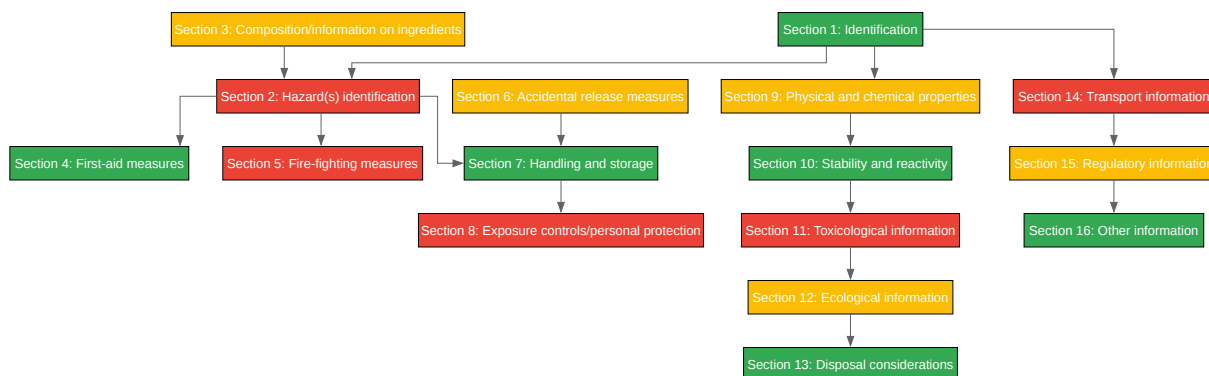 Section 3: Composition/information on ingredients
Section 1: Identification
Section 2: Hazard(s) identification
Section 6: Accidental release measures
Section 9: Physical and chemical properties
Section 14: Transport information
Section 4: First-aid measures
Section 5: Fire-fighting measures
Section 7: Handling and storage
Section 10: Stability and reactivity
Section 15: Regulatory information
Section 8: Exposure controls/personal protection
Section 11: Toxicological information
Section 16: Other information
Section 12: Ecological information
Section 13: Disposal considerations